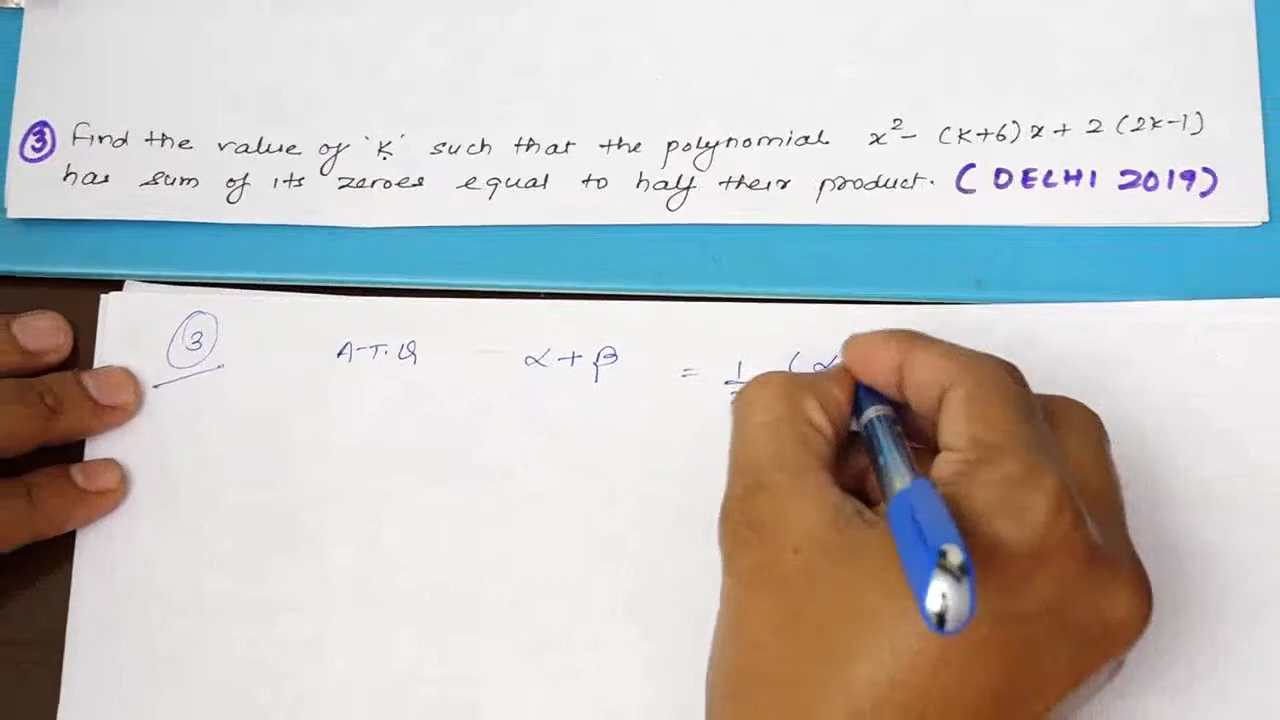 3 Find the value of 'K' such that the polynomial x² - (K+6)x + 2(2K-1)
has sum of its zeroes equal to half their product. (DELHI 2019)
3 A.T.Q α + β = 1 (α